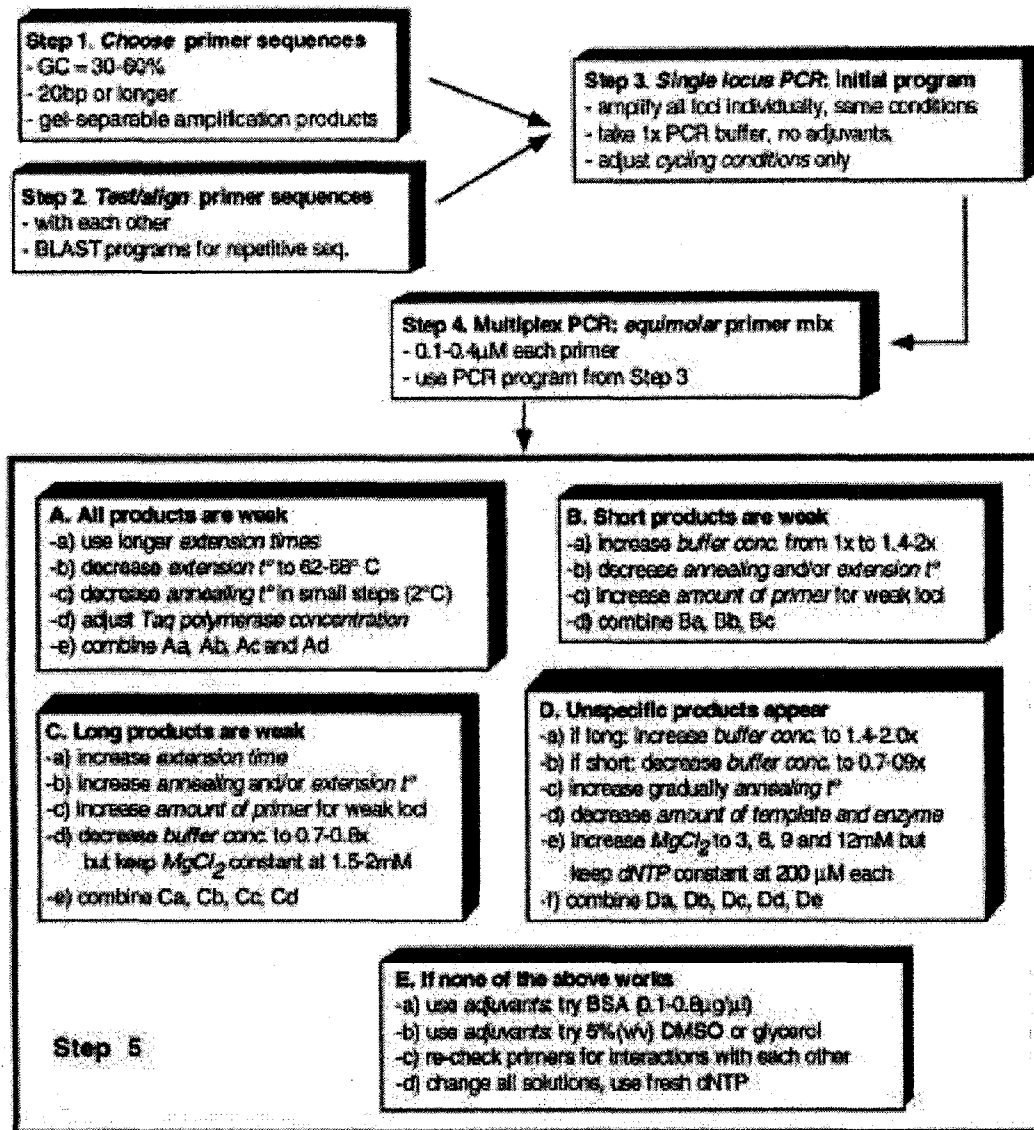 Step 1. Choose primer sequences
- GC = 30-60%
- 20bp or longer
- gel-separable amplification products
Step 2. Test/align primer sequences
- with each other
- BLAST programs for repetitive seq.
Step 3. Single locus PCR: initial program
- amplify all loci individually, same conditions
- take 1x PCR buffer, no adjuvants,
- adjust cycling conditions only
Step 4. Multiplex PCR: equimolar primer mix
- 0.1-0.4µM each primer
- use PCR program from Step 3
A. All products are weak
-a) use longer extension times
-b) decrease extension t° to 62-68° C
-c) decrease annealing t° in small steps (2°C)
-d) adjust Taq polymerase concentration
-e) combine Aa, Ab, Ac and Ad
B. Short products are weak
-a) increase buffer conc. from 1x to 1.4-2x
-b) decrease annealing and/or extension t°
-c) increase amount of primer for weak loci
-d) combine Ba, Bb, Bc
C. Long products are weak
-a) increase extension time
-b) increase annealing and/or extension t°
-c) increase amount of primer for weak loci
-d) decrease buffer conc. to 0.7-0.8x
but keep MgCl2 constant at 1.5-2mM
-e) combine Ca, Cb, Cc, Cd
D. Unspecific products appear
-a) if long: increase buffer conc. to 1.4-2.0x
-b) if short: decrease buffer conc. to 0.7-09x
-c) increase gradually annealing t°
-d) decrease amount of template and enzyme
-e) increase MgCl2 to 3, 6, 9 and 12mM but
keep dNTP constant at 200 µM each
-f) combine Da, Db, Dc, Dd, De
E. If none of the above works
-a) use adjuvants: try BSA (0.1-0.8µg/µl)
-b) use adjuvants: try 5%(w/v) DMSO or glycerol
-c) re-check primers for interactions with each other
-d) change all solutions, use fresh dNTP
Step 5